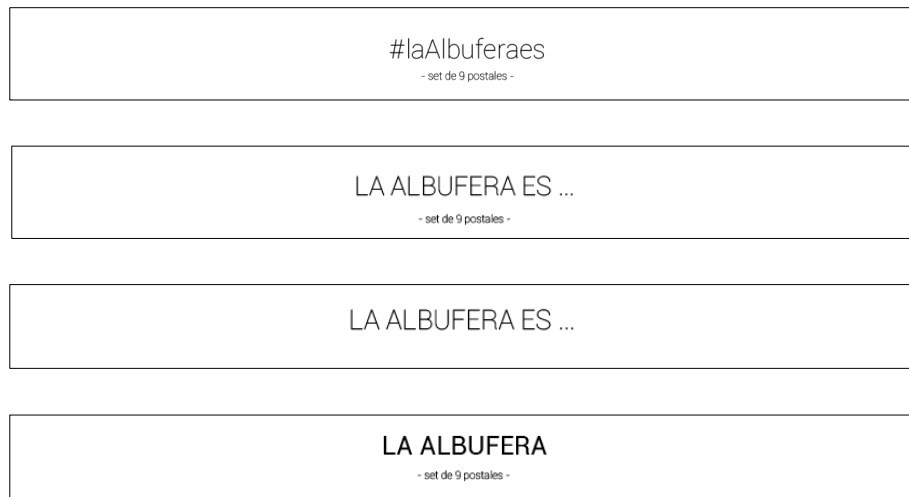 #laAlbuferaes
- set de 9 postales -
LA ALBUFERA ES ...
- set de 9 postales -
LA ALBUFERA ES ...
LA ALBUFERA
- set de 9 postales -